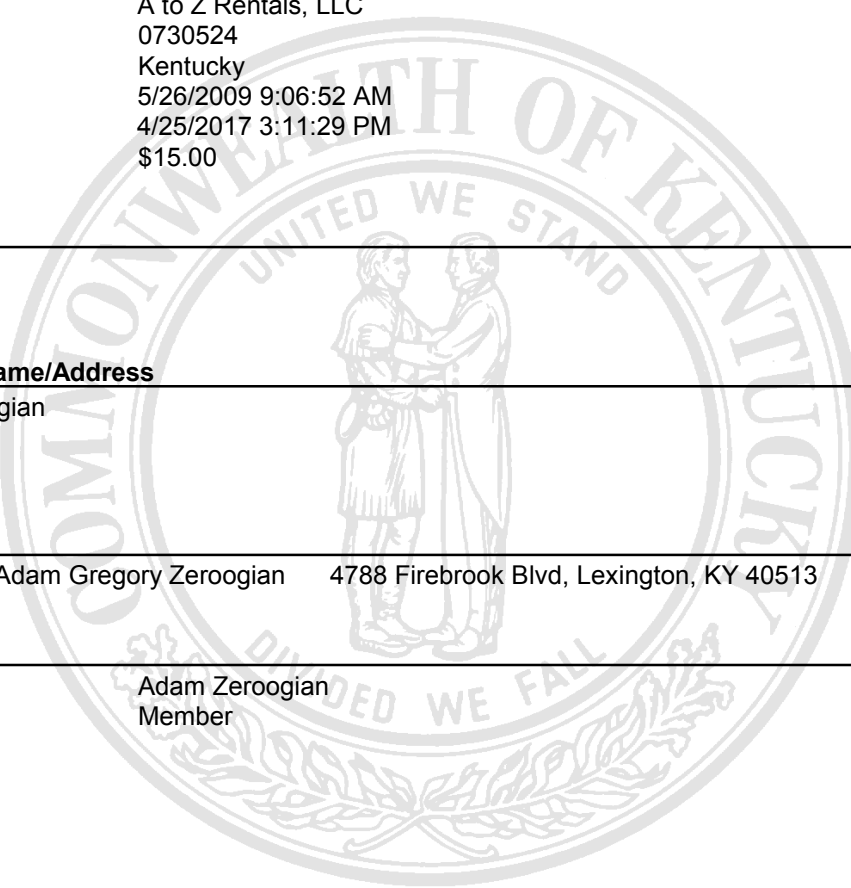 A to Z Rentals, LLC
0730524
Kentucky
5/26/2009 9:06:52 AM
4/25/2017 3:11:29 PM
$15.00
COMMONWEALTH OF KENTUCKY
UNITED WE STAND
ame/Address
gian
Adam Gregory Zeroogian 4788 Firebrook Blvd, Lexington, KY 40513
DIVIDED WE FALL
Adam Zeroogian
Member